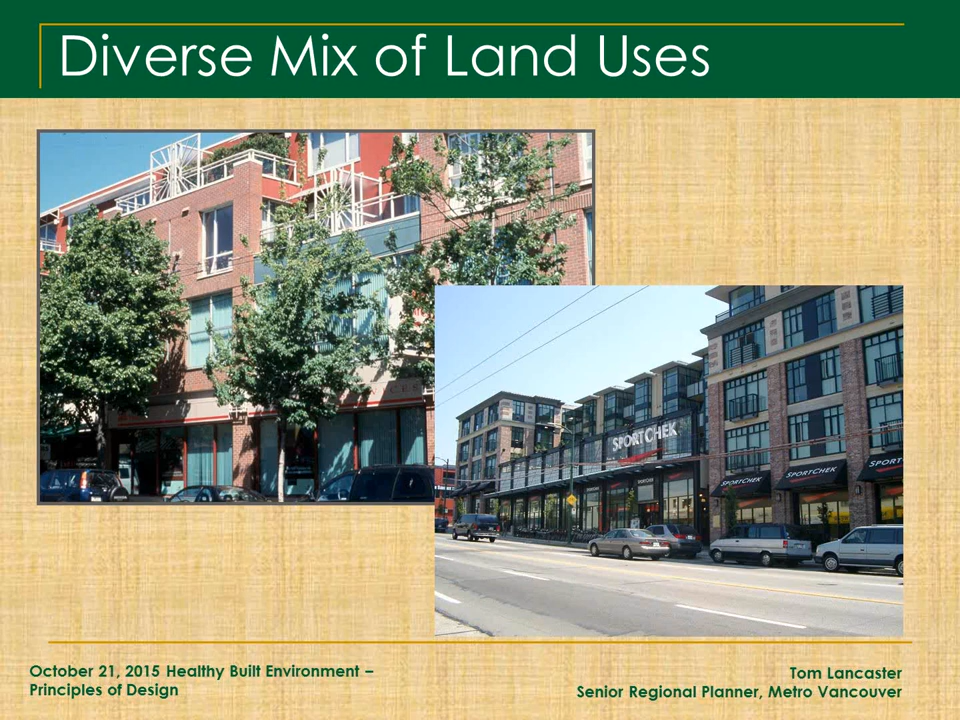 Diverse Mix of Land Uses
SPORTCHEK
SPORTCHEK
SPORTCHEK
SPORTCHEK
SPORT
October 21, 2015 Healthy Built Environment –
Principles of Design
Tom Lancaster
Senior Regional Planner, Metro Vancouver